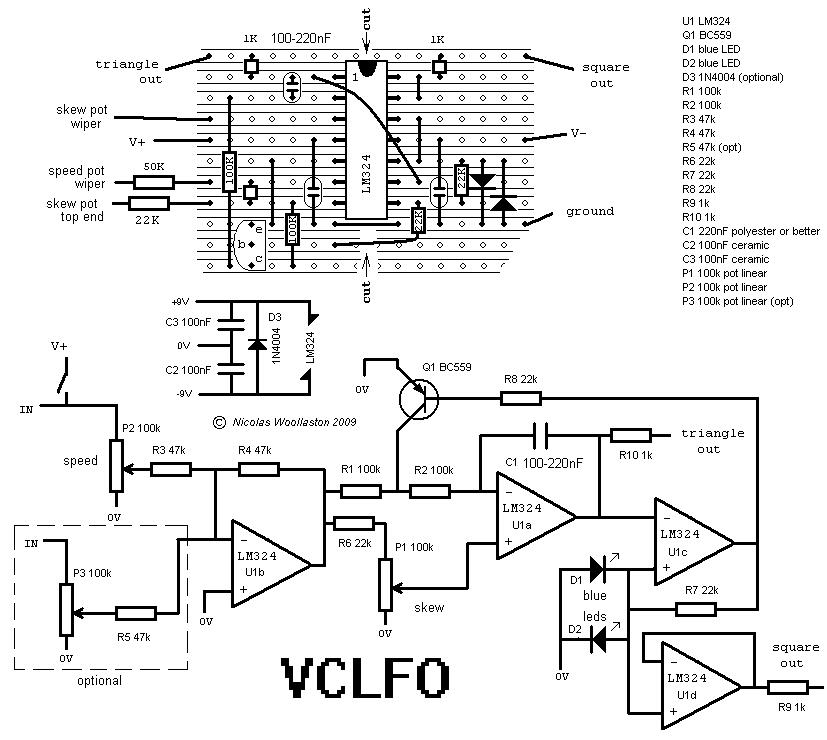 cut
1K
100-220nF
1K
triangle
out
1
square
out
skew pot
wiper
V+
V-
speed pot
wiper
50K
100K
LM324
22K
skew pot
top end
22K
100K
22K
ground
e
b
c
cut
U1 LM324
Q1 BC559
D1 blue LED
D2 blue LED
D3 1N4004 (optional)
R1 100k
R2 100k
R3 47k
R4 47k
R5 47k (opt)
R6 22k
R7 22k
R8 22k
R9 1k
R10 1k
C1 220nF polyester or better
C2 100nF ceramic
C3 100nF ceramic
P1 100k pot linear
P2 100k pot linear
P3 100k pot linear (opt)
+9V
C3 100nF
D3
1N4004
LM324
0V
C2 100nF
-9V
© Nicolas Woollaston 2009
V+
IN
P2 100k
speed
0V
R3 47k
R4 47k
0V
Q1 BC559
R8 22k
R1 100k
R2 100k
C1 100-220nF
R10 1k
triangle
out
LM324
U1a
LM324
U1b
0V
R6 22k
P1 100k
skew
0V
LM324
U1c
D1
blue
leds
D2
0V
R7 22k
LM324
U1d
square
out
R9 1k
IN
P3 100k
R5 47k
0V
optional
VCLFO